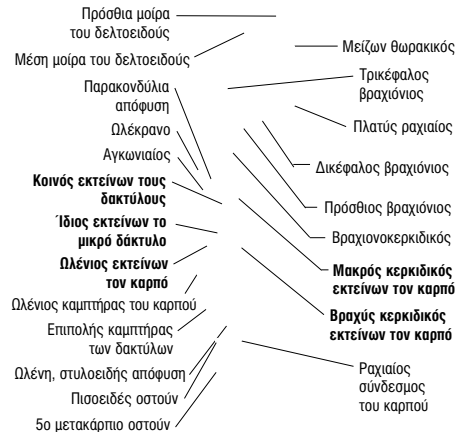 Πρόσθια μοίρα
του δελτοειδούς
Μέση μοίρα του δελτοειδούς
Παρακονδύλια
απόφυση
Ωλέκρανο
Αγκωνιαίος
Κοινός εκτείνων τους
δακτύλους
Ίδιος εκτείνων το
μικρό δάκτυλο
Ωλένιος εκτείνων
τον καρπό
Ωλένιος καμπτήρας του καρπού
Επιπολής καμπτήρας
των δακτύλων
Ωλένη, στυλοειδής απόφυση
Πισοειδές οστούν
5ο μετακάρπιο οστούν
Μείζων θωρακικός
Τρικέφαλος
βραχιόνιος
Πλατύς ραχιαίος
Δικέφαλος βραχιόνιος
Πρόσθιος βραχιόνιος
Βραχιονοκερκιδικός
Μακρός κερκιδικός
εκτείνων τον καρπό
Βραχύς κερκιδικός
εκτείνων τον καρπό
Ραχιαίος
σύνδεσμος
του καρπού